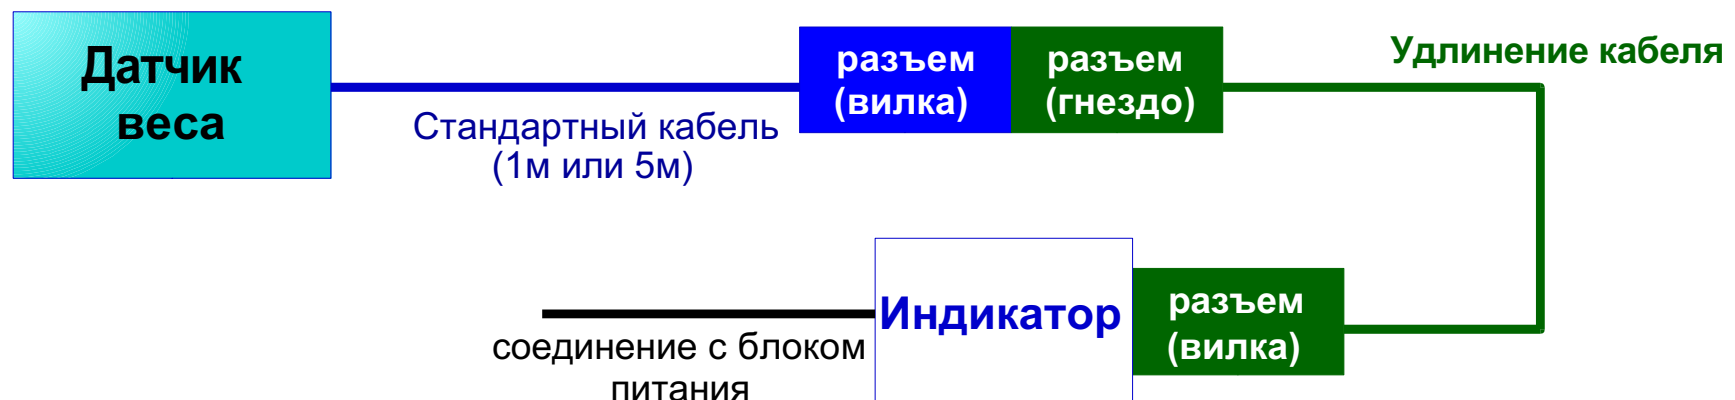 Датчик
веса
Стандартный кабель
(1м или 5м)
разъем
(вилка)
разъем
(гнездо)
Удлинение кабеля
соединение с блоком
питания
Индикатор
разъем
(вилка)